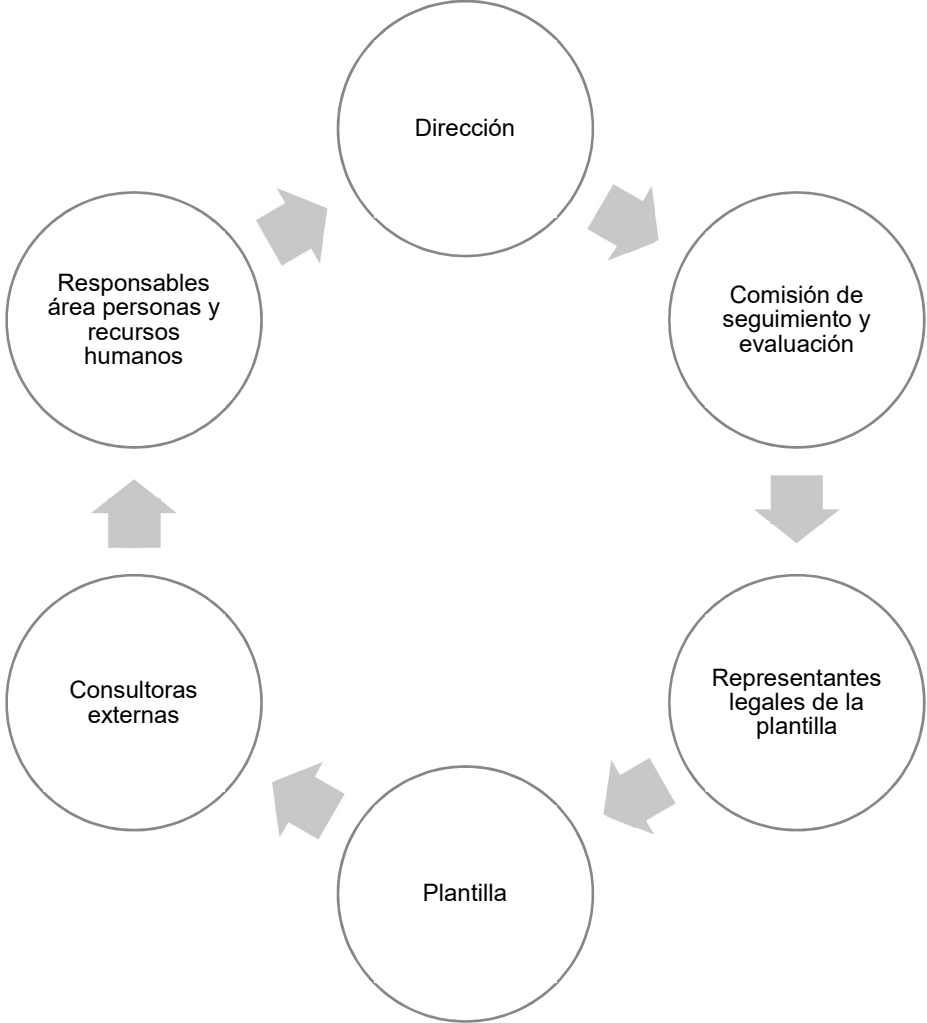 Dirección
Comisión de
seguimiento y
evaluación
Representantes
legales de la
plantilla
Plantilla
Consultoras
externas
Responsables
área personas y
recursos
humanos